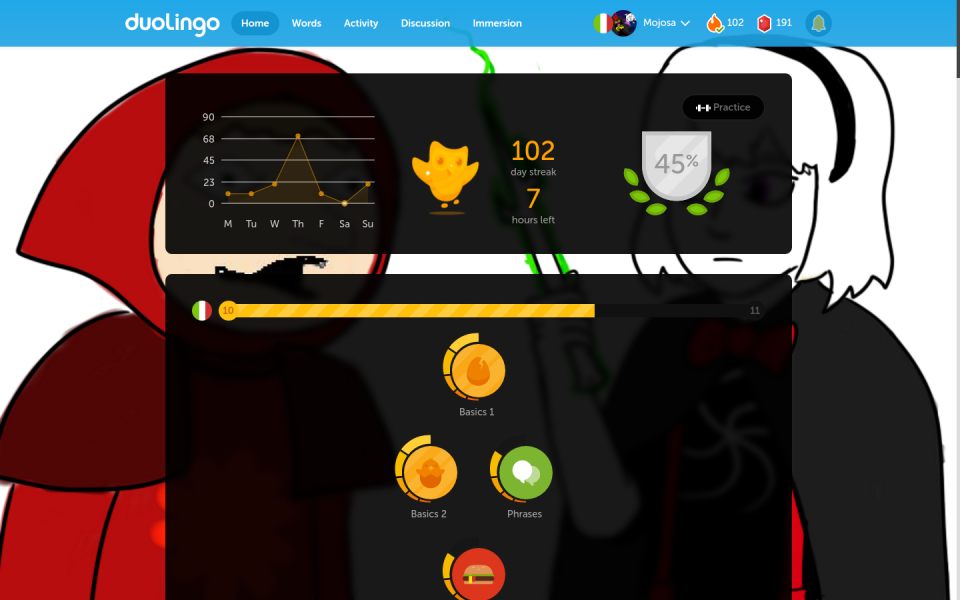 duolingo Home Words Activity Discussion Immersion Mojosa 102 191
Practice
90
68
45
23
0
M Tu W Th F Sa Su
102
day streak
7
hours left
45%
10 11
Basics 1
Basics 2 Phrases